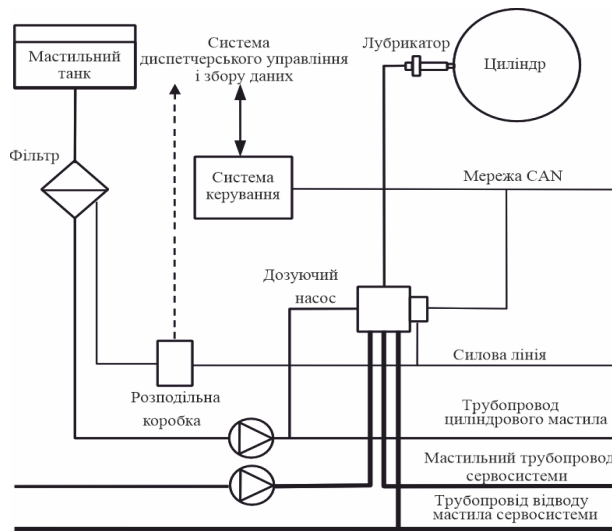 Мастильний
танк
Система
диспетчерського управління
і збору даних
Лубрикатор
Циліндр
Фільтр
Система
керування
Мережа CAN
Дозуючий
насос
Силова лінія
Розподільна
коробка
Трубопровод
циліндрового мастила
Мастильний трубопровод
сервосистеми
Трубопровід відводу
мастила сервосистеми